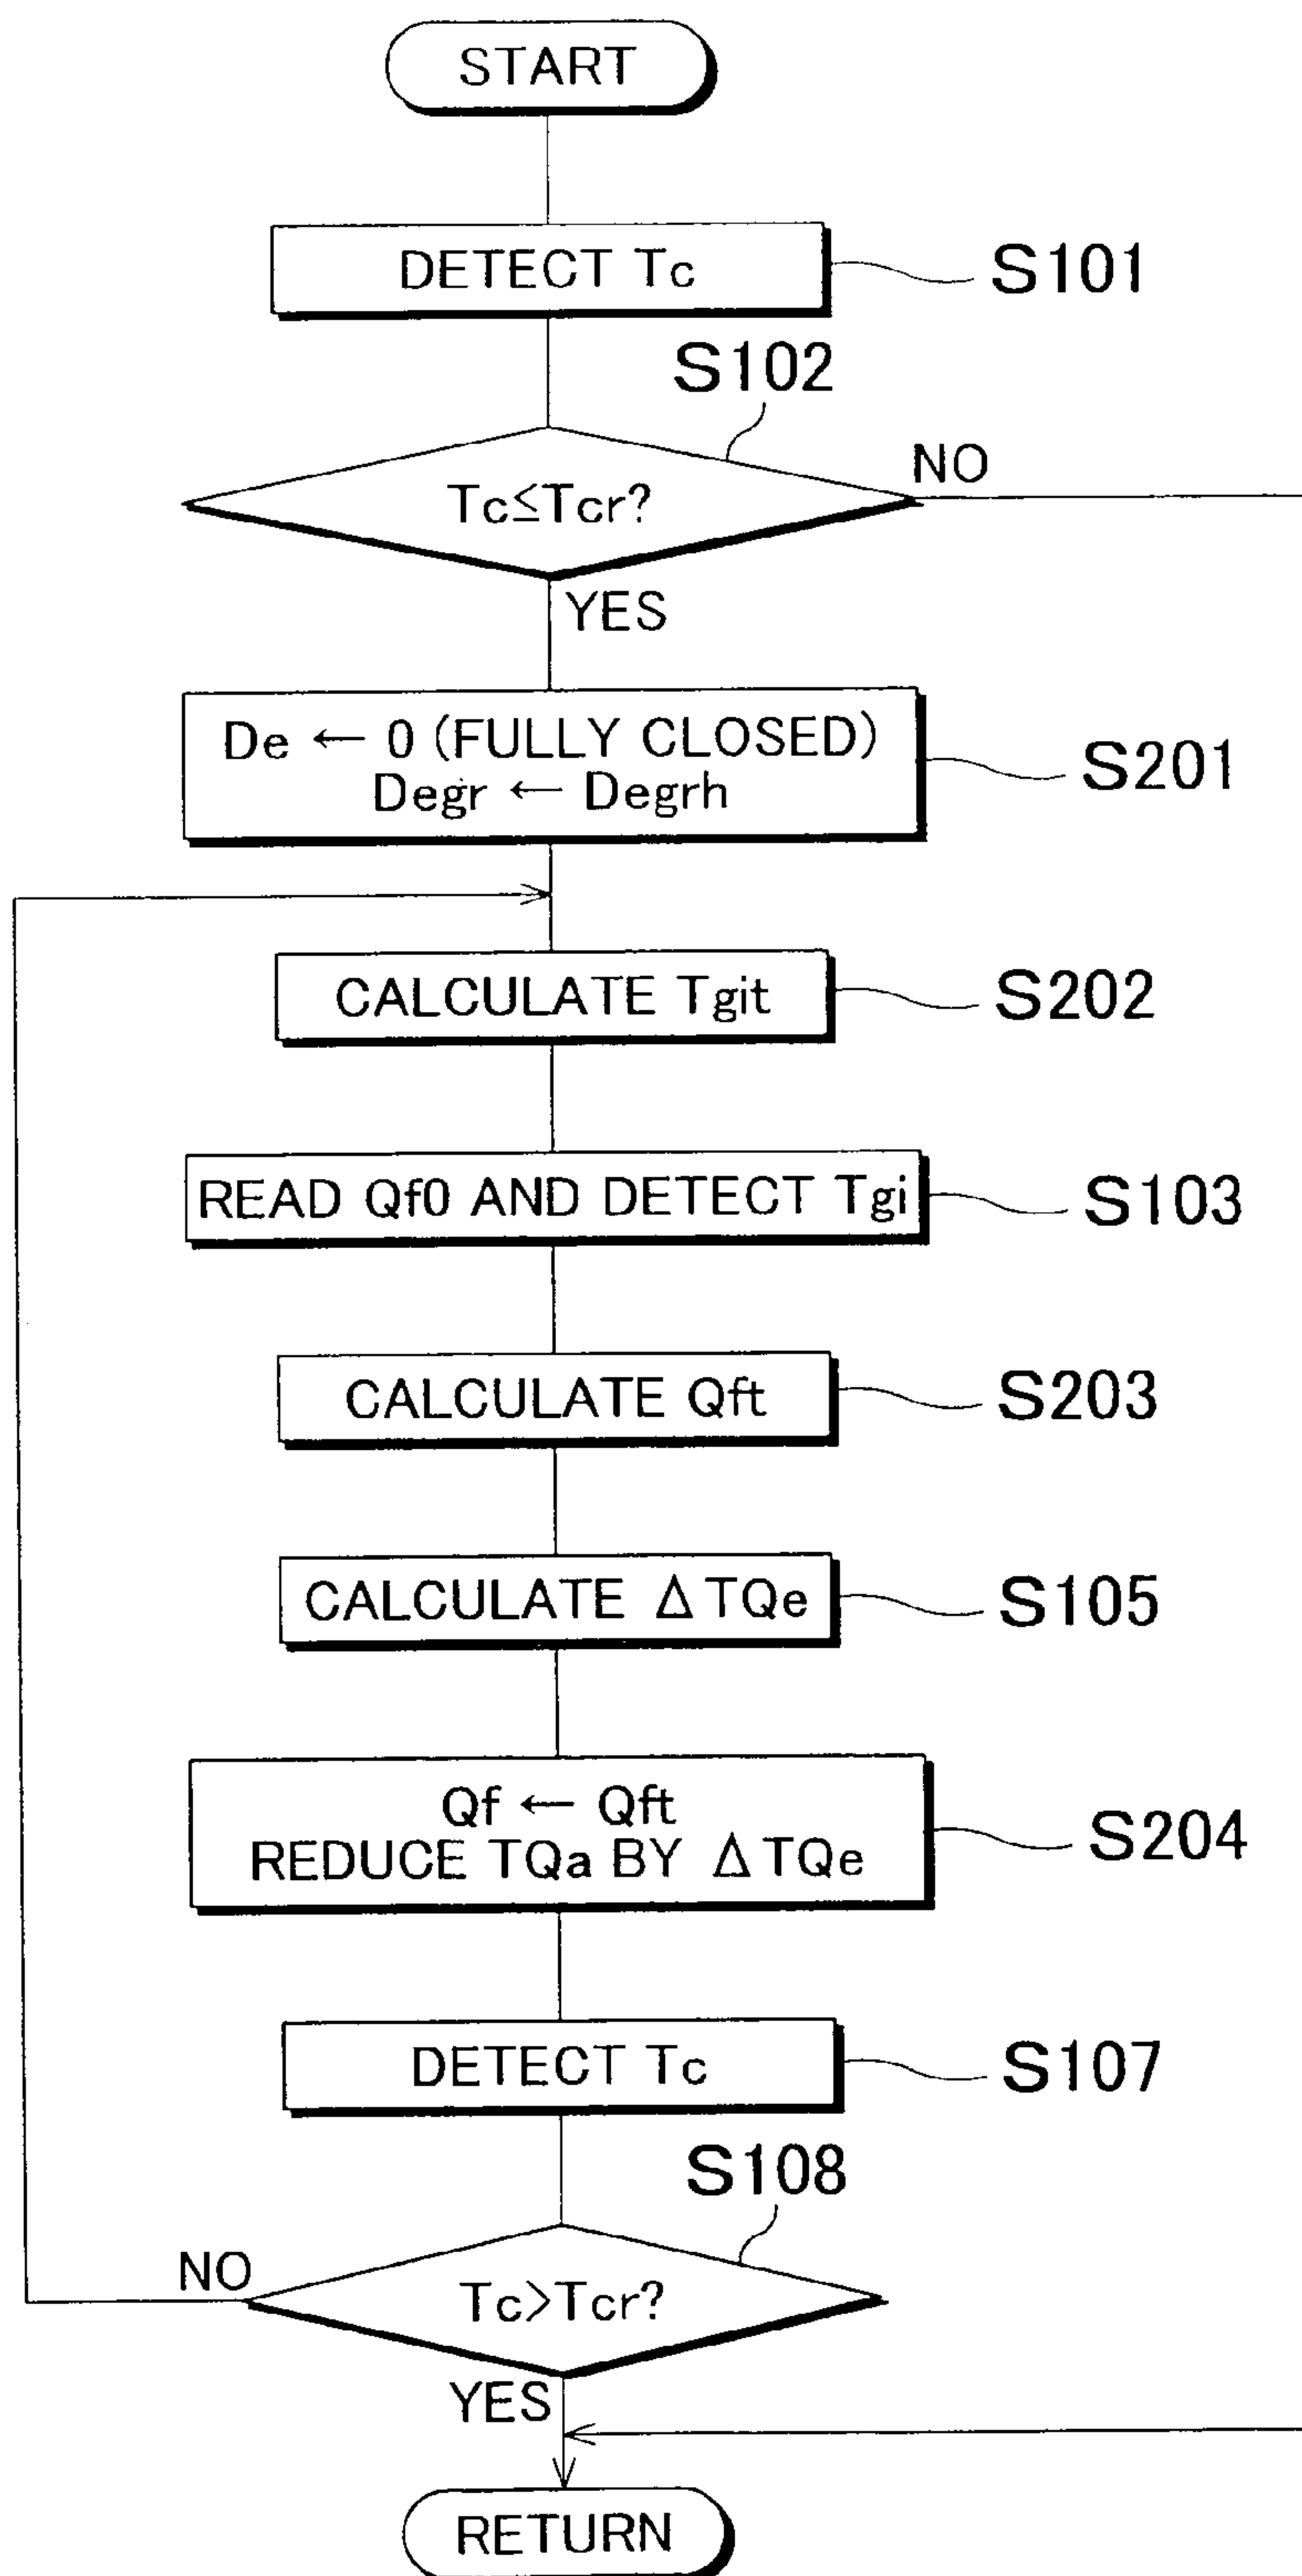 START
DETECT Tc
S101
S102
Tc≤Tcr?
NO
YES
De ← 0 (FULLY CLOSED)
Degr ← Degrh
S201
CALCULATE Tgit
S202
READ Qf0 AND DETECT Tgi
S103
CALCULATE Qft
S203
CALCULATE Δ TQe
S105
Qf ← Qft
REDUCE TQa BY Δ TQe
S204
DETECT Tc
S107
S108
NO
Tc>Tcr?
YES
RETURN